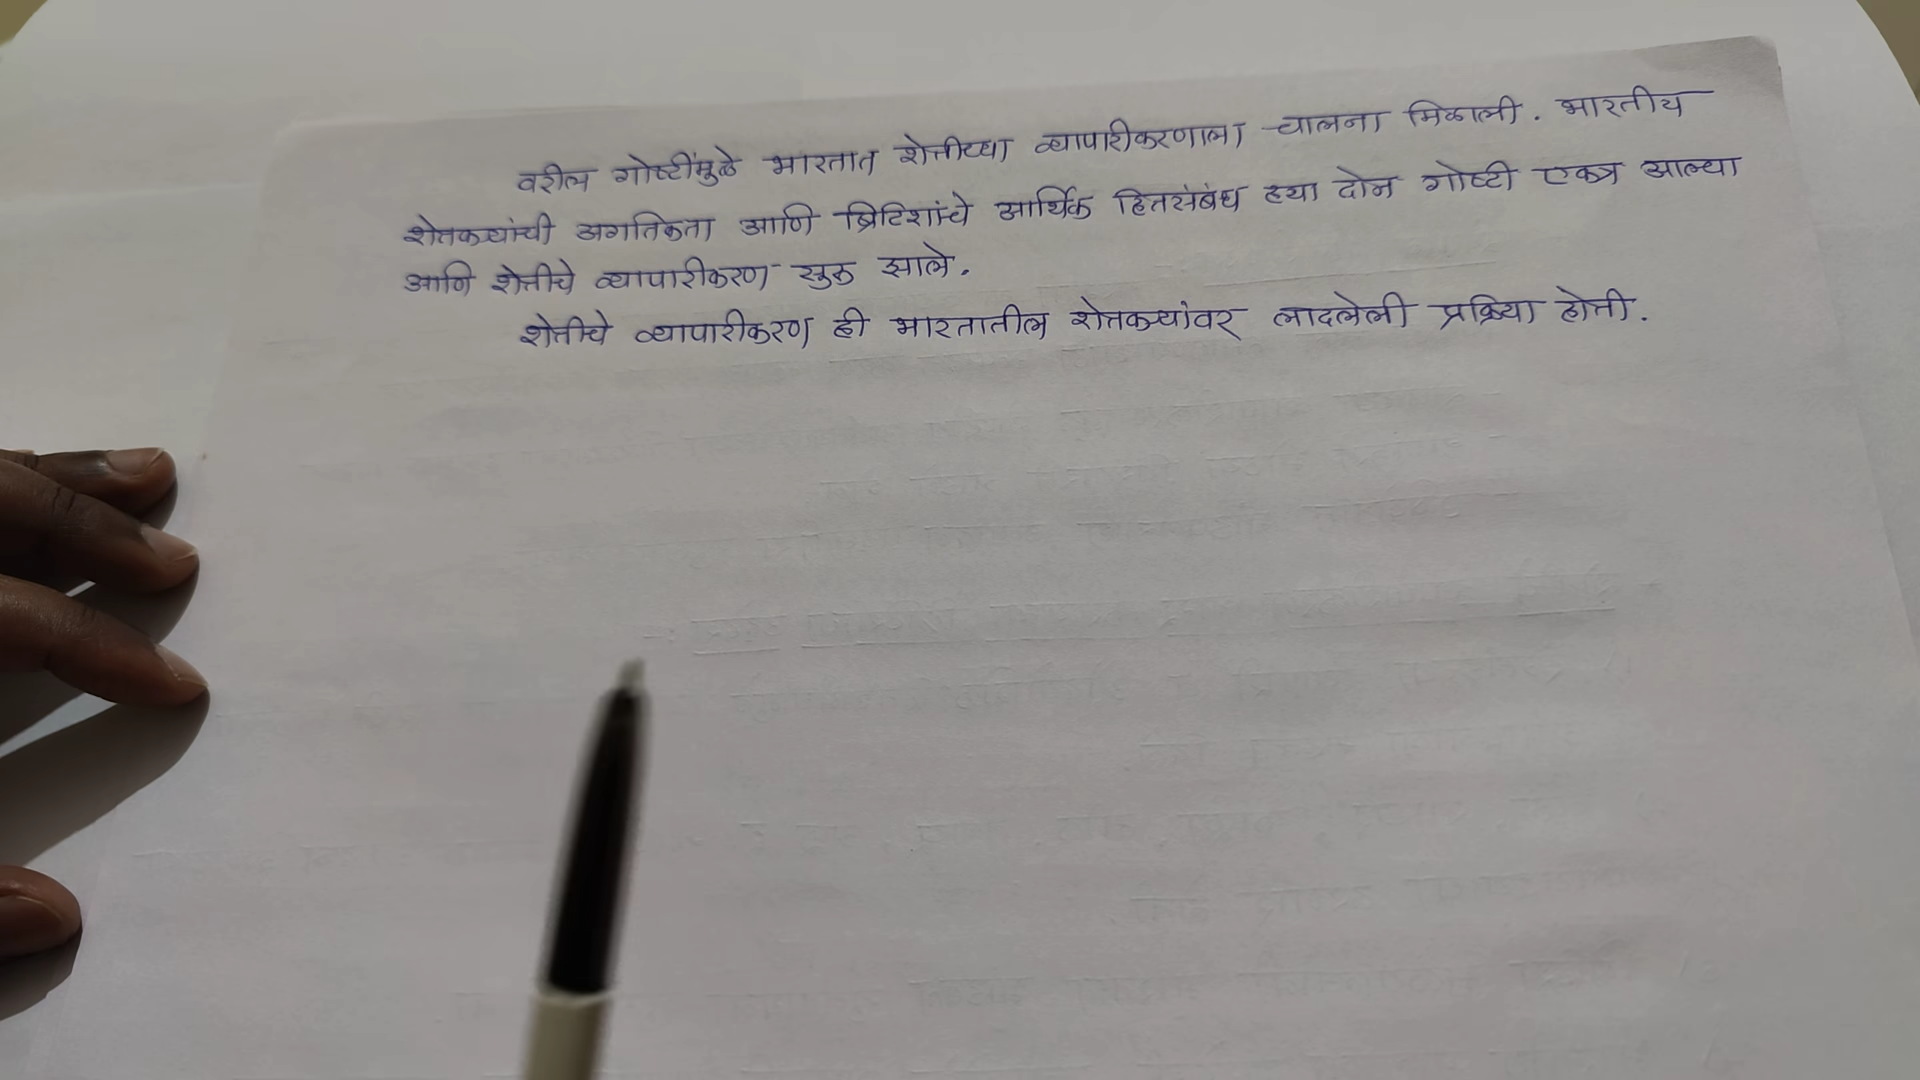 वरील गोष्टींमुळे भारतात शेतीच्या व्यापारीकरणाला चालना मिळाली. भारतीय
शेतकऱ्यांची अगतिकता आणि ब्रिटिशांचे आर्थिक हितसंबंध ह्या दोन गोष्टी एकत्र आल्या
आणि शेतीचे व्यापारीकरण सुरु झाले.
शेतीचे व्यापारीकरण ही भारतातील शेतकऱ्यांवर लादलेली प्रक्रिया होती.